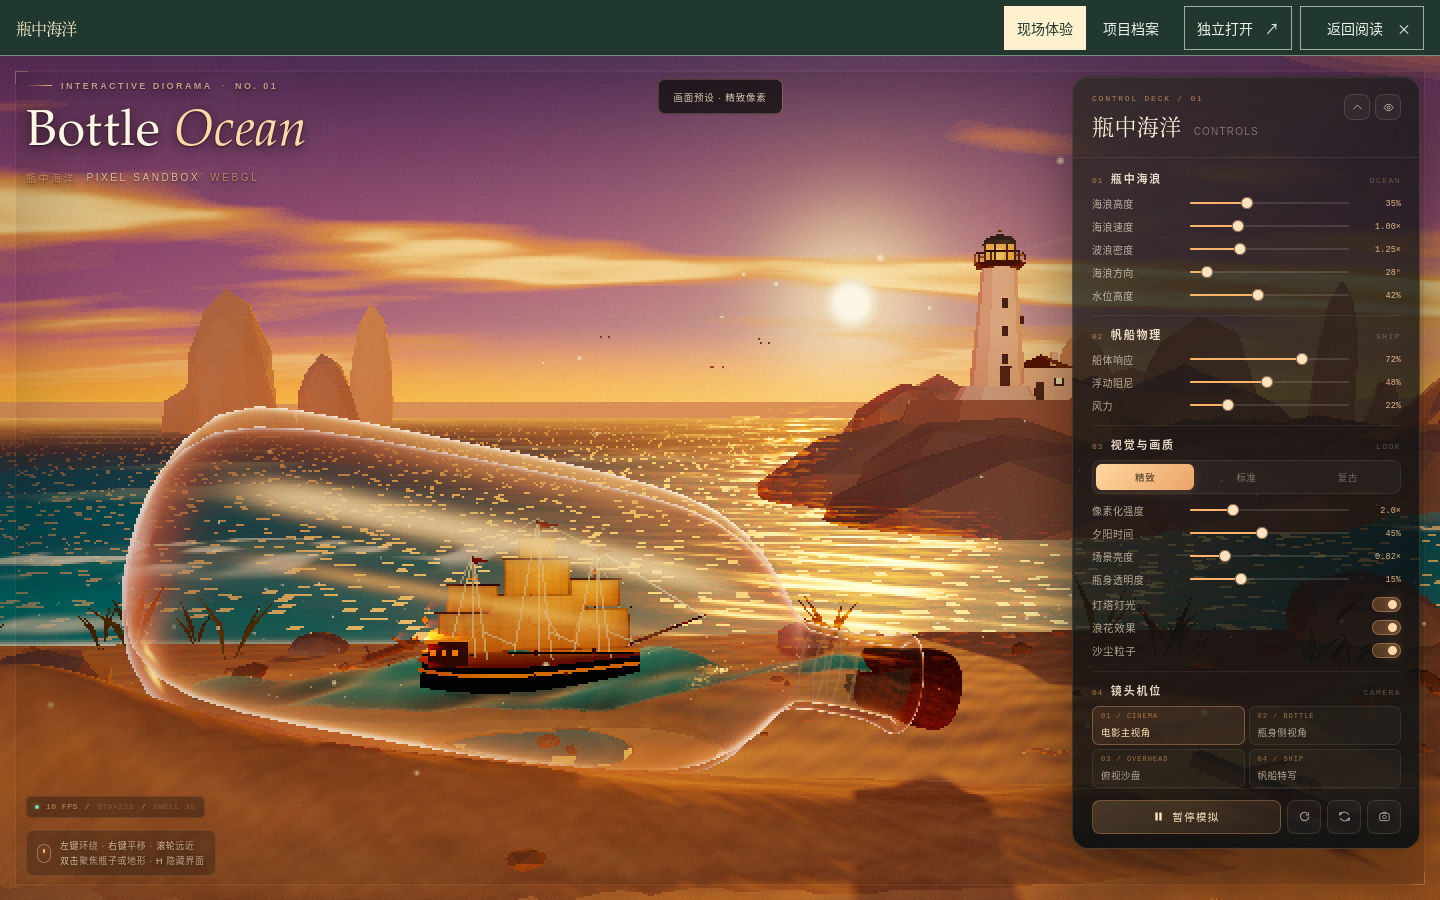 瓶中海洋
现场体验
项目档案
独立打开 ↗
返回阅读 ×
INTERACTIVE DIORAMA · NO. 01
Bottle Ocean
瓶中海洋 PIXEL SANDBOX WEBGL
画面预设 · 精致像素
CONTROL DECK / 01
瓶中海洋 CONTROLS
01 瓶中海浪 OCEAN
海浪高度 35%
海浪速度 1.00×
波浪密度 1.25×
海浪方向 28°
水位高度 42%
02 帆船物理 SHIP
船体响应 72%
浮动阻尼 48%
风力 22%
03 视觉与画质 LOOK
精致 标准 复古
像素化强度 2.0×
夕阳时间 45%
场景亮度 0.82×
瓶身透明度 15%
灯塔灯光
浪花效果
沙尘粒子
04 镜头机位 CAMERA
01 / CINEMA
电影主视角
02 / BOTTLE
瓶身侧视角
03 / OVERHEAD
俯视沙盘
04 / SHIP
帆船特写
暂停模拟
10 FPS / 370×222 / SWELL 35
左键环绕 · 右键平移 · 滚轮远近
双击聚焦瓶子或地形 · H 隐藏界面